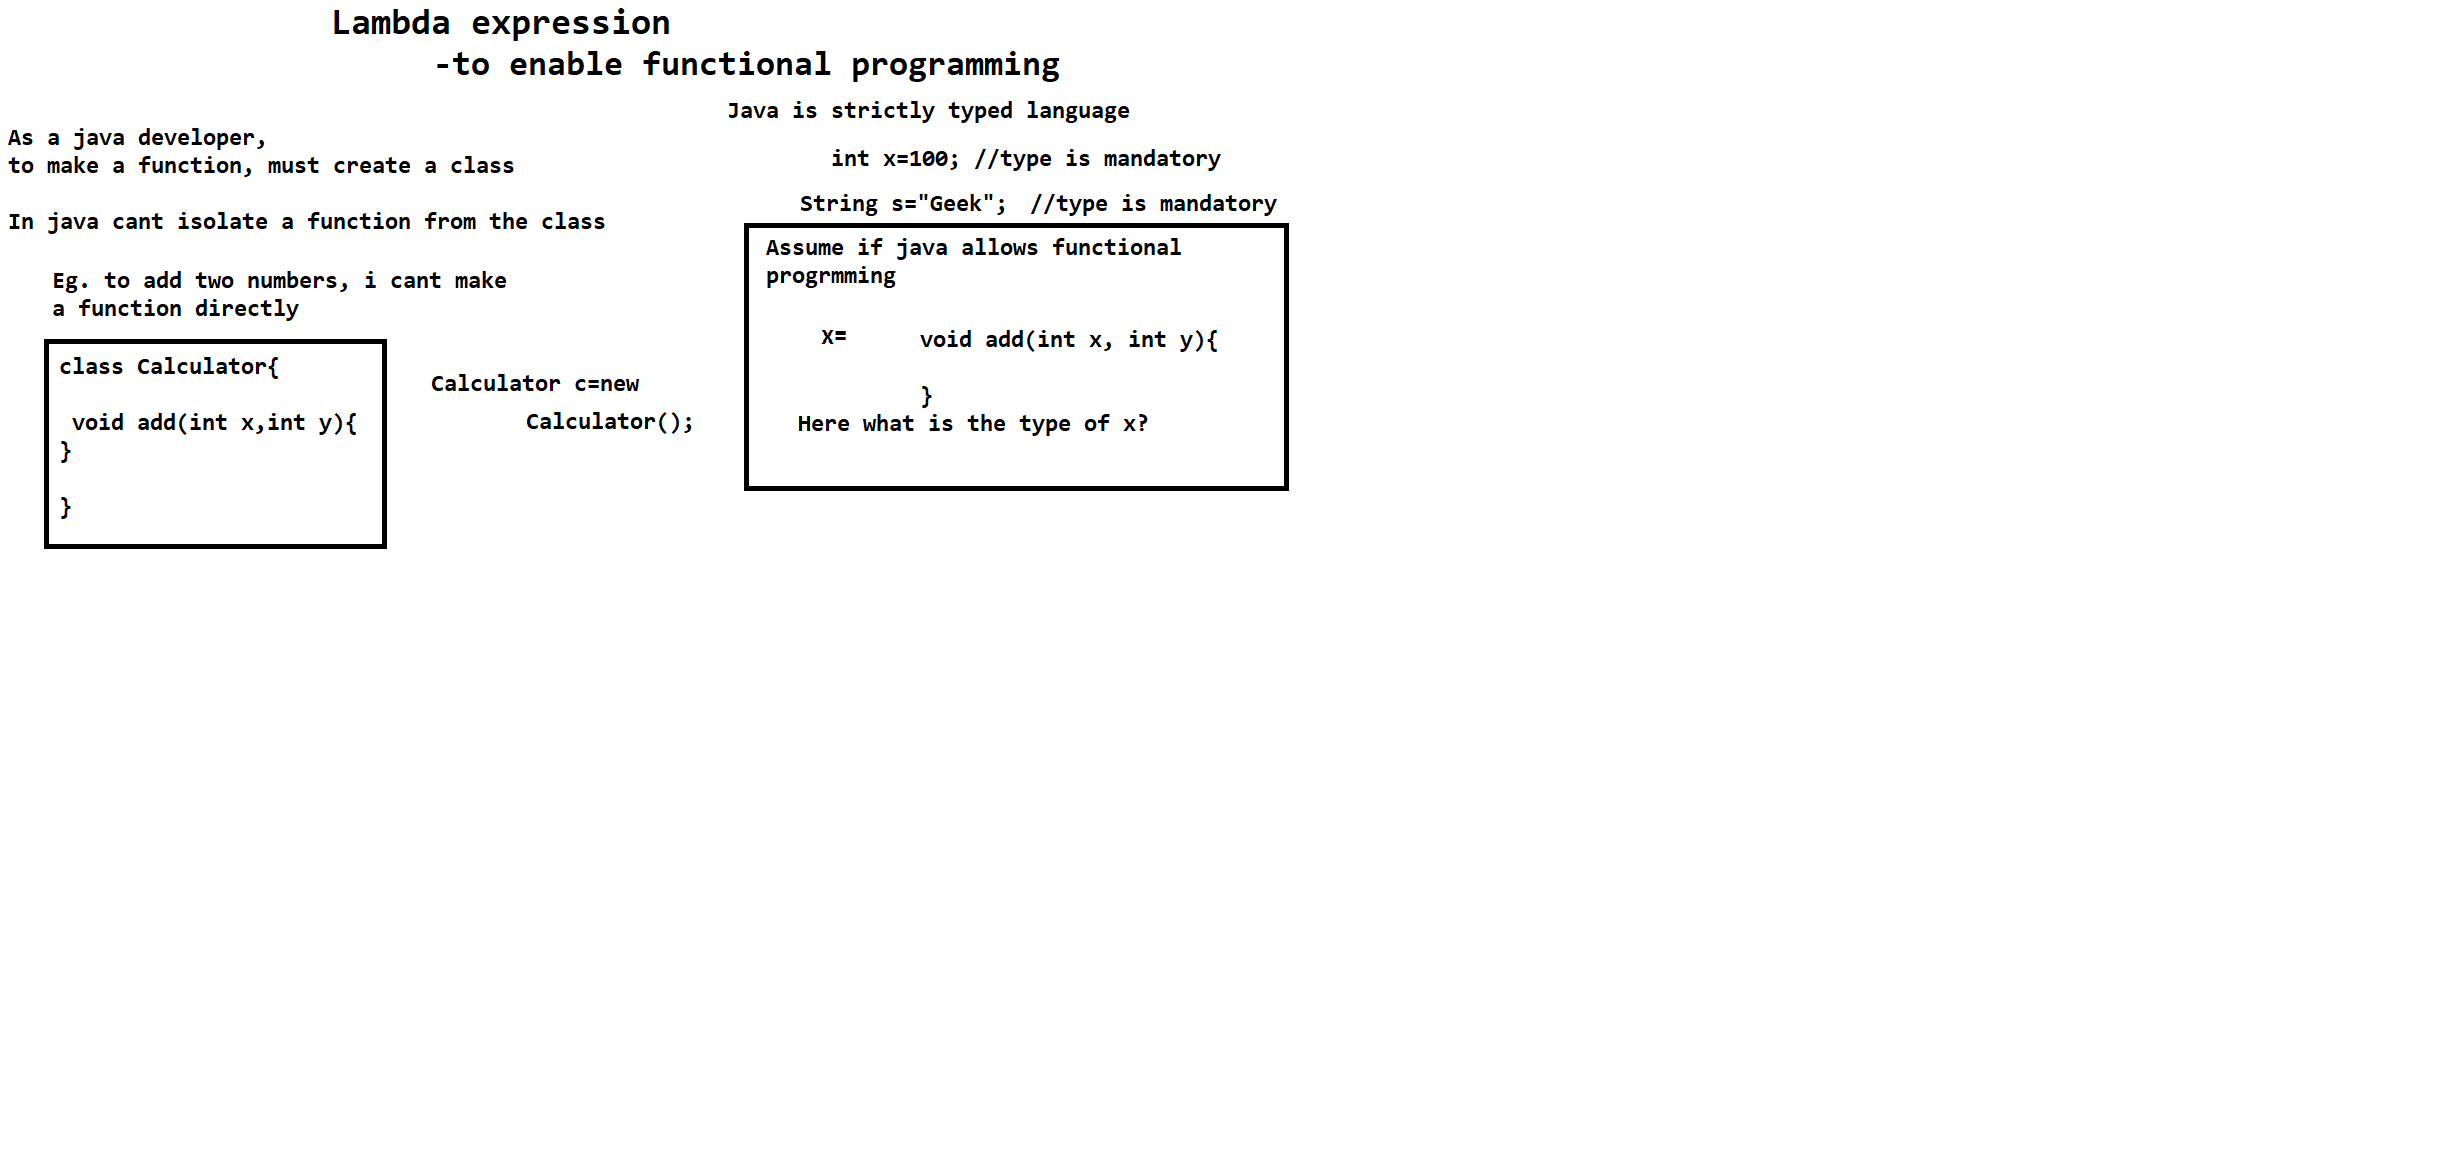 Lambda expression
-to enable functional programming
As a java developer,
to make a function, must create a class
In java cant isolate a function from the class
Eg. to add two numbers, i cant make
a function directly
class Calculator{
void add(int x,int y){
}
}
Calculator c=new
Calculator();
Java is strictly typed language
int x=100; //type is mandatory
String s="Geek"; //type is mandatory
Assume if java allows functional
progrmming
x= void add(int x, int y){
}
Here what is the type of x?